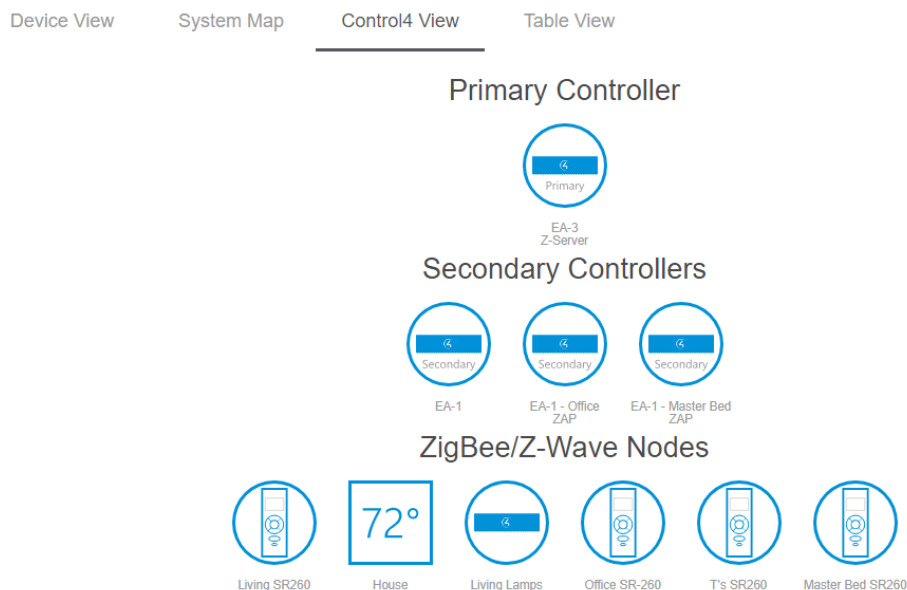 Device View System Map Control4 View Table View
Primary Controller
Primary
EA-3
Z-Server
Secondary Controllers
Secondary Secondary Secondary
EA-1 EA-1 - Office EA-1 - Master Bed
ZAP ZAP
ZigBee/Z-Wave Nodes
72°
Living SR260 House Living Lamps Office SR-260 T's SR260 Master Bed SR260